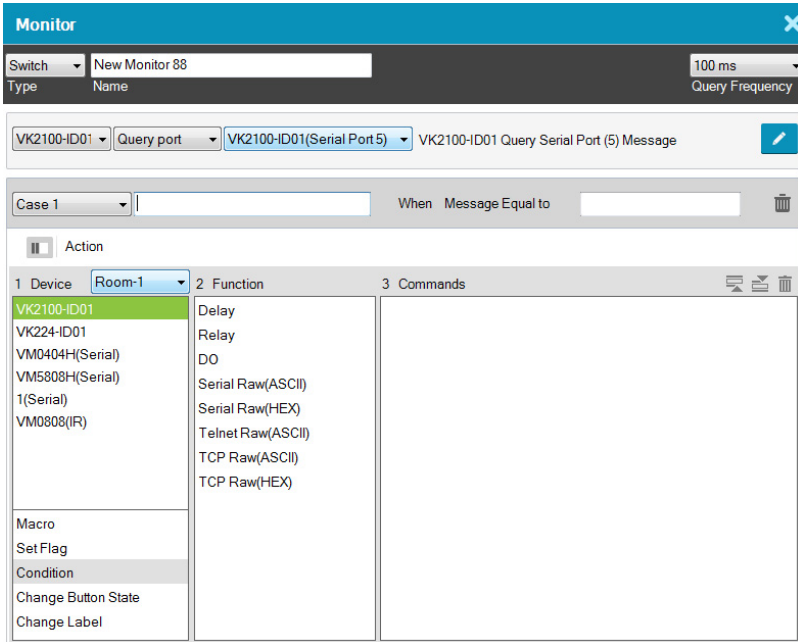 Monitor
Switch New Monitor 88 100 ms
Type Name Query Frequency
VK2100-ID01 Query port VK2100-ID01(Serial Port 5) VK2100-ID01 Query Serial Port (5) Message
Case 1 When Message Equal to
Action
1 Device Room-1 2 Function 3 Commands
VK2100-ID01
VK224-ID01
VM0404H(Serial)
VM5808H(Serial)
1(Serial)
VM0808(IR)
Macro
Set Flag
Condition
Change Button State
Change Label
Delay
Relay
DO
Serial Raw(ASCII)
Serial Raw(HEX)
Telnet Raw(ASCII)
TCP Raw(ASCII)
TCP Raw(HEX)